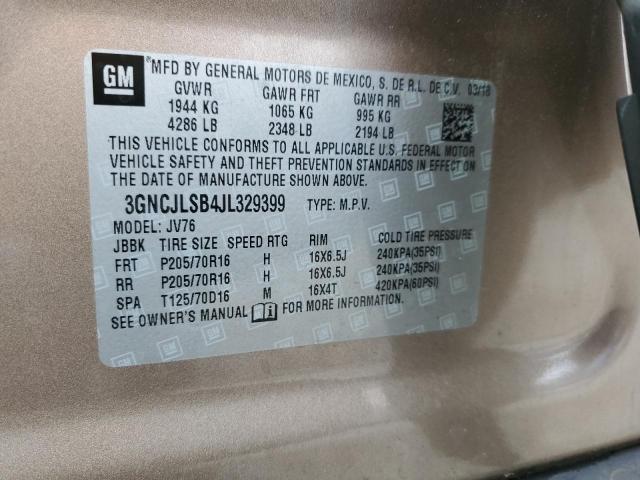 GM
MFD BY GENERAL MOTORS DE MEXICO, S. DE R.L. DE C.V. 03/18
GVWR GAWR FRT GAWR RR
1944 KG 1065 KG 995 KG
4286 LB 2348 LB 2194 LB
THIS VEHICLE CONFORMS TO ALL APPLICABLE U.S. FEDERAL MOTOR
VEHICLE SAFETY AND THEFT PREVENTION STANDARDS IN EFFECT ON
THE DATE OF MANUFACTURE SHOWN ABOVE.
3GNCJLSB4JL329399 TYPE: M.P.V.
MODEL: JV76
JBBK TIRE SIZE SPEED RTG RIM COLD TIRE PRESSURE
FRT P205/70R16 H 16X6.5J 240KPA(35PSI)
RR P205/70R16 H 16X6.5J 240KPA(35PSI)
SPA T125/70D16 M 16X4T 420KPA(60PSI)
SEE OWNER'S MANUAL FOR MORE INFORMATION